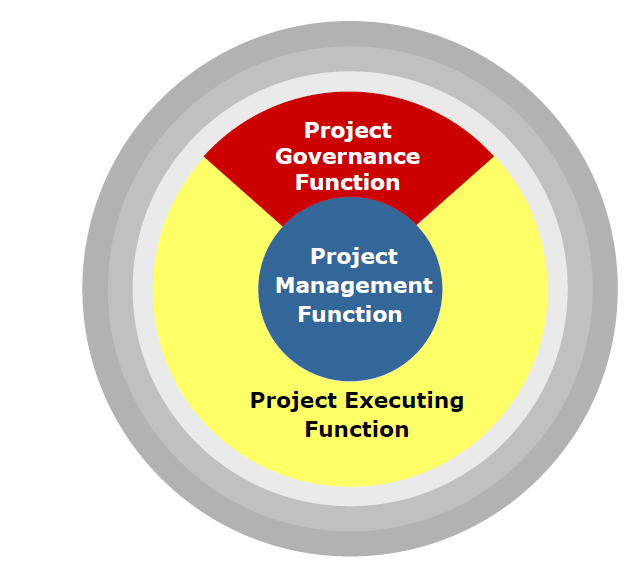 Project
Governance
Function
Project
Management
Function
Project Executing
Function